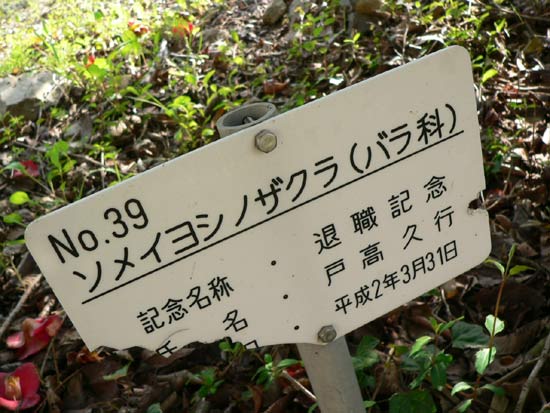 No.39
ソメイヨシノザクラ(バラ科)
記念名称 : 退職記念
氏名 : 戸高久行
平成2年3月31日